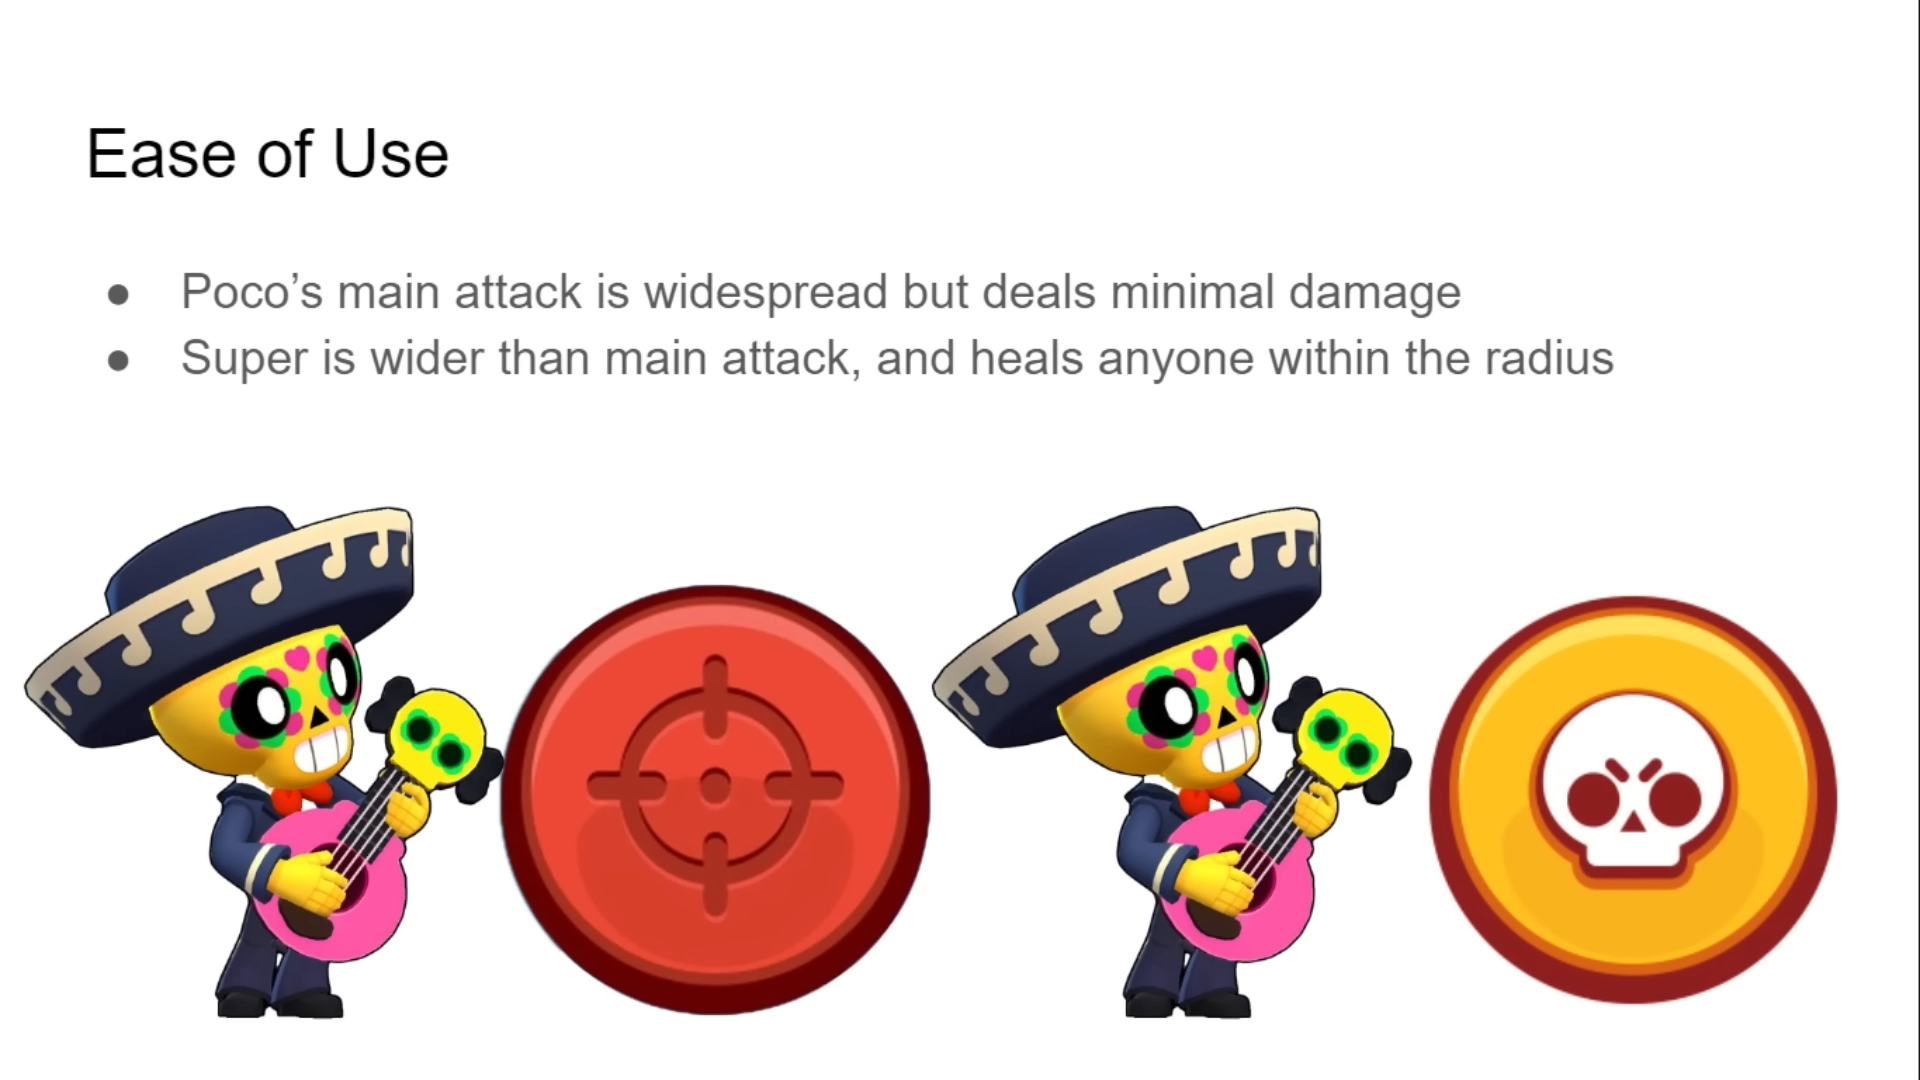 Ease of Use
● Poco’s main attack is widespread but deals minimal damage
● Super is wider than main attack, and heals anyone within the radius